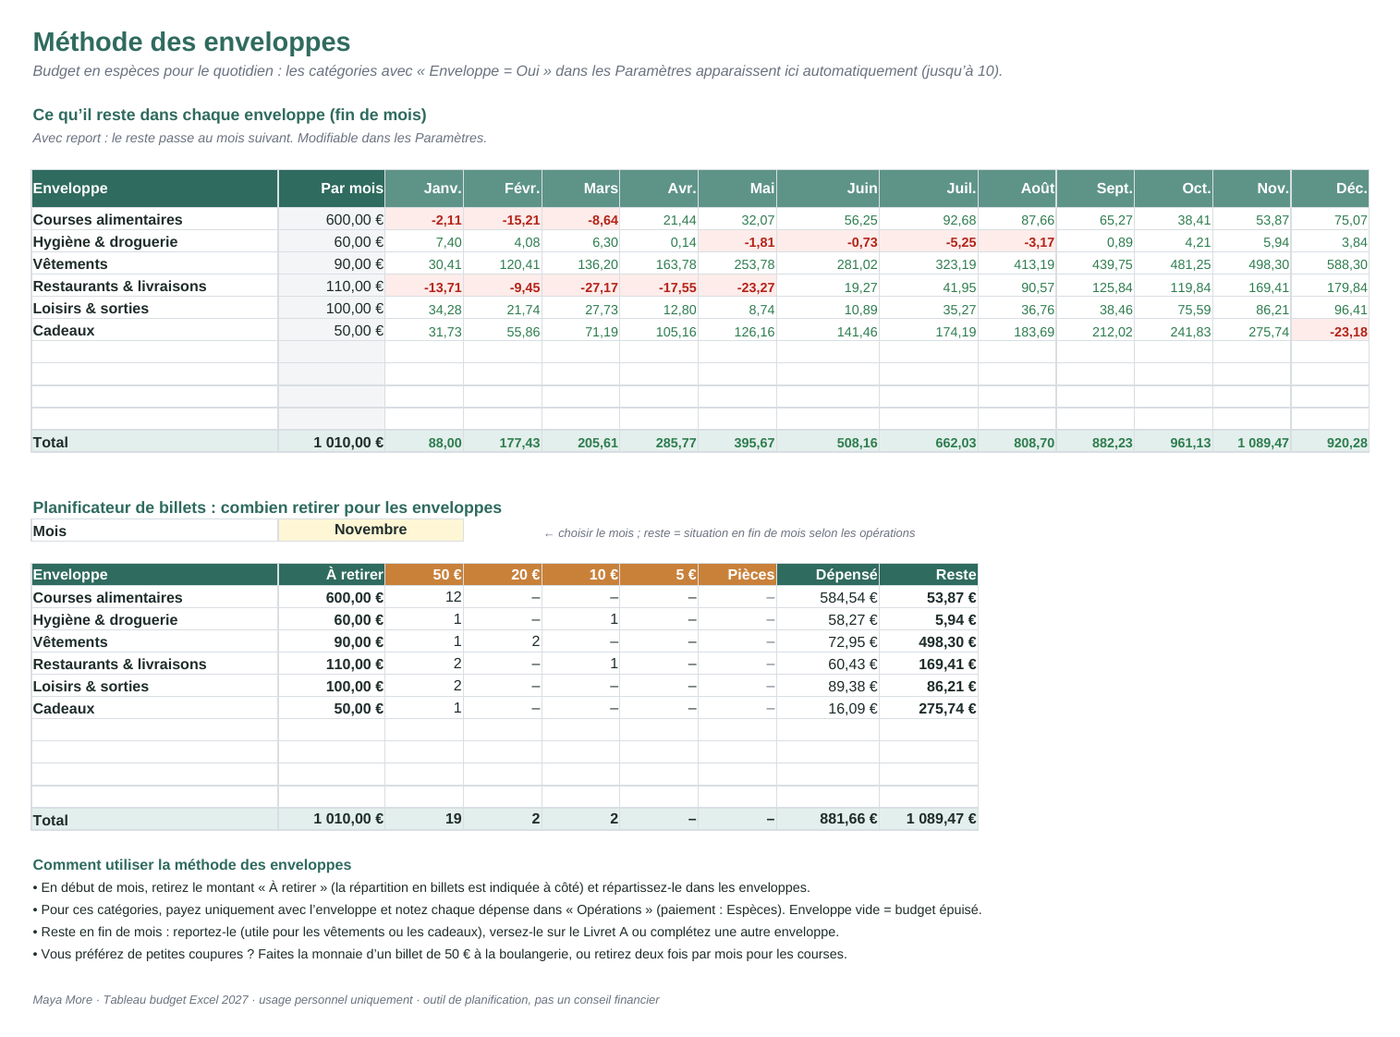 Méthode des enveloppes
Budget en espèces pour le quotidien : les catégories avec « Enveloppe = Oui » dans les Paramètres apparaissent ici automatiquement (jusqu’à 10).
Ce qu’il reste dans chaque enveloppe (fin de mois)
Avec report : le reste passe au mois suivant. Modifiable dans les Paramètres.
Enveloppe Par mois Janv. Févr. Mars Avr. Mai Juin Juil. Août Sept. Oct. Nov. Déc.
Courses alimentaires 600,00 € -2,11 -15,21 -8,64 21,44 32,07 56,25 92,68 87,66 65,27 38,41 53,87 75,07
Hygiène & droguerie 60,00 € 7,40 4,08 6,30 0,14 -1,81 -0,73 -5,25 -3,17 0,89 4,21 5,94 3,84
Vêtements 90,00 € 30,41 120,41 136,20 163,78 253,78 281,02 323,19 413,19 439,75 481,25 498,30 588,30
Restaurants & livraisons 110,00 € -13,71 -9,45 -27,17 -17,55 -23,27 19,27 41,95 90,57 125,84 119,84 169,41 179,84
Loisirs & sorties 100,00 € 34,28 21,74 27,73 12,80 8,74 10,89 35,27 36,76 38,46 75,59 86,21 96,41
Cadeaux 50,00 € 31,73 55,86 71,19 105,16 126,16 141,46 174,19 183,69 212,02 241,83 275,74 -23,18
Total 1 010,00 € 88,00 177,43 205,61 285,77 395,67 508,16 662,03 808,70 882,23 961,13 1 089,47 920,28
Planificateur de billets : combien retirer pour les enveloppes
Mois Novembre ← choisir le mois ; reste = situation en fin de mois selon les opérations
Enveloppe À retirer 50 € 20 € 10 € 5 € Pièces Dépensé Reste
Courses alimentaires 600,00 € 12 – – – – 584,54 € 53,87 €
Hygiène & droguerie 60,00 € 1 – 1 – – 58,27 € 5,94 €
Vêtements 90,00 € 1 2 – – – 72,95 € 498,30 €
Restaurants & livraisons 110,00 € 2 – 1 – – 60,43 € 169,41 €
Loisirs & sorties 100,00 € 2 – – – – 89,38 € 86,21 €
Cadeaux 50,00 € 1 – – – – 16,09 € 275,74 €
Total 1 010,00 € 19 2 2 – – 881,66 € 1 089,47 €
Comment utiliser la méthode des enveloppes
• En début de mois, retirez le montant « À retirer » (la répartition en billets est indiquée à côté) et répartissez-le dans les enveloppes.
• Pour ces catégories, payez uniquement avec l’enveloppe et notez chaque dépense dans « Opérations » (paiement : Espèces). Enveloppe vide = budget épuisé.
• Reste en fin de mois : reportez-le (utile pour les vêtements ou les cadeaux), versez-le sur le Livret A ou complétez une autre enveloppe.
• Vous préférez de petites coupures ? Faites la monnaie d’un billet de 50 € à la boulangerie, ou retirez deux fois par mois pour les courses.
Maya More · Tableau budget Excel 2027 · usage personnel uniquement · outil de planification, pas un conseil financier